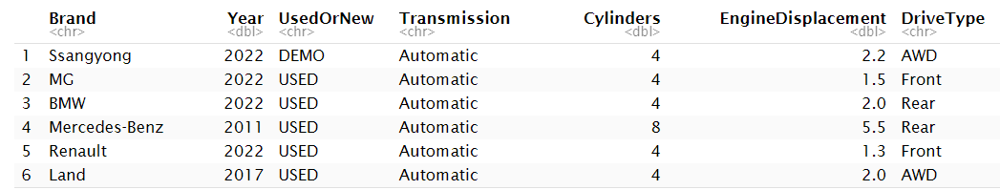 Brand Year UsedOrNew Transmission Cylinders EngineDisplacement DriveType
<chr> <dbl> <chr> <chr> <dbl> <dbl> <chr>
1 Ssangyong 2022 DEMO Automatic 4 2.2 AWD
2 MG 2022 USED Automatic 4 1.5 Front
3 BMW 2022 USED Automatic 4 2.0 Rear
4 Mercedes-Benz 2011 USED Automatic 8 5.5 Rear
5 Renault 2022 USED Automatic 4 1.3 Front
6 Land 2017 USED Automatic 4 2.0 AWD